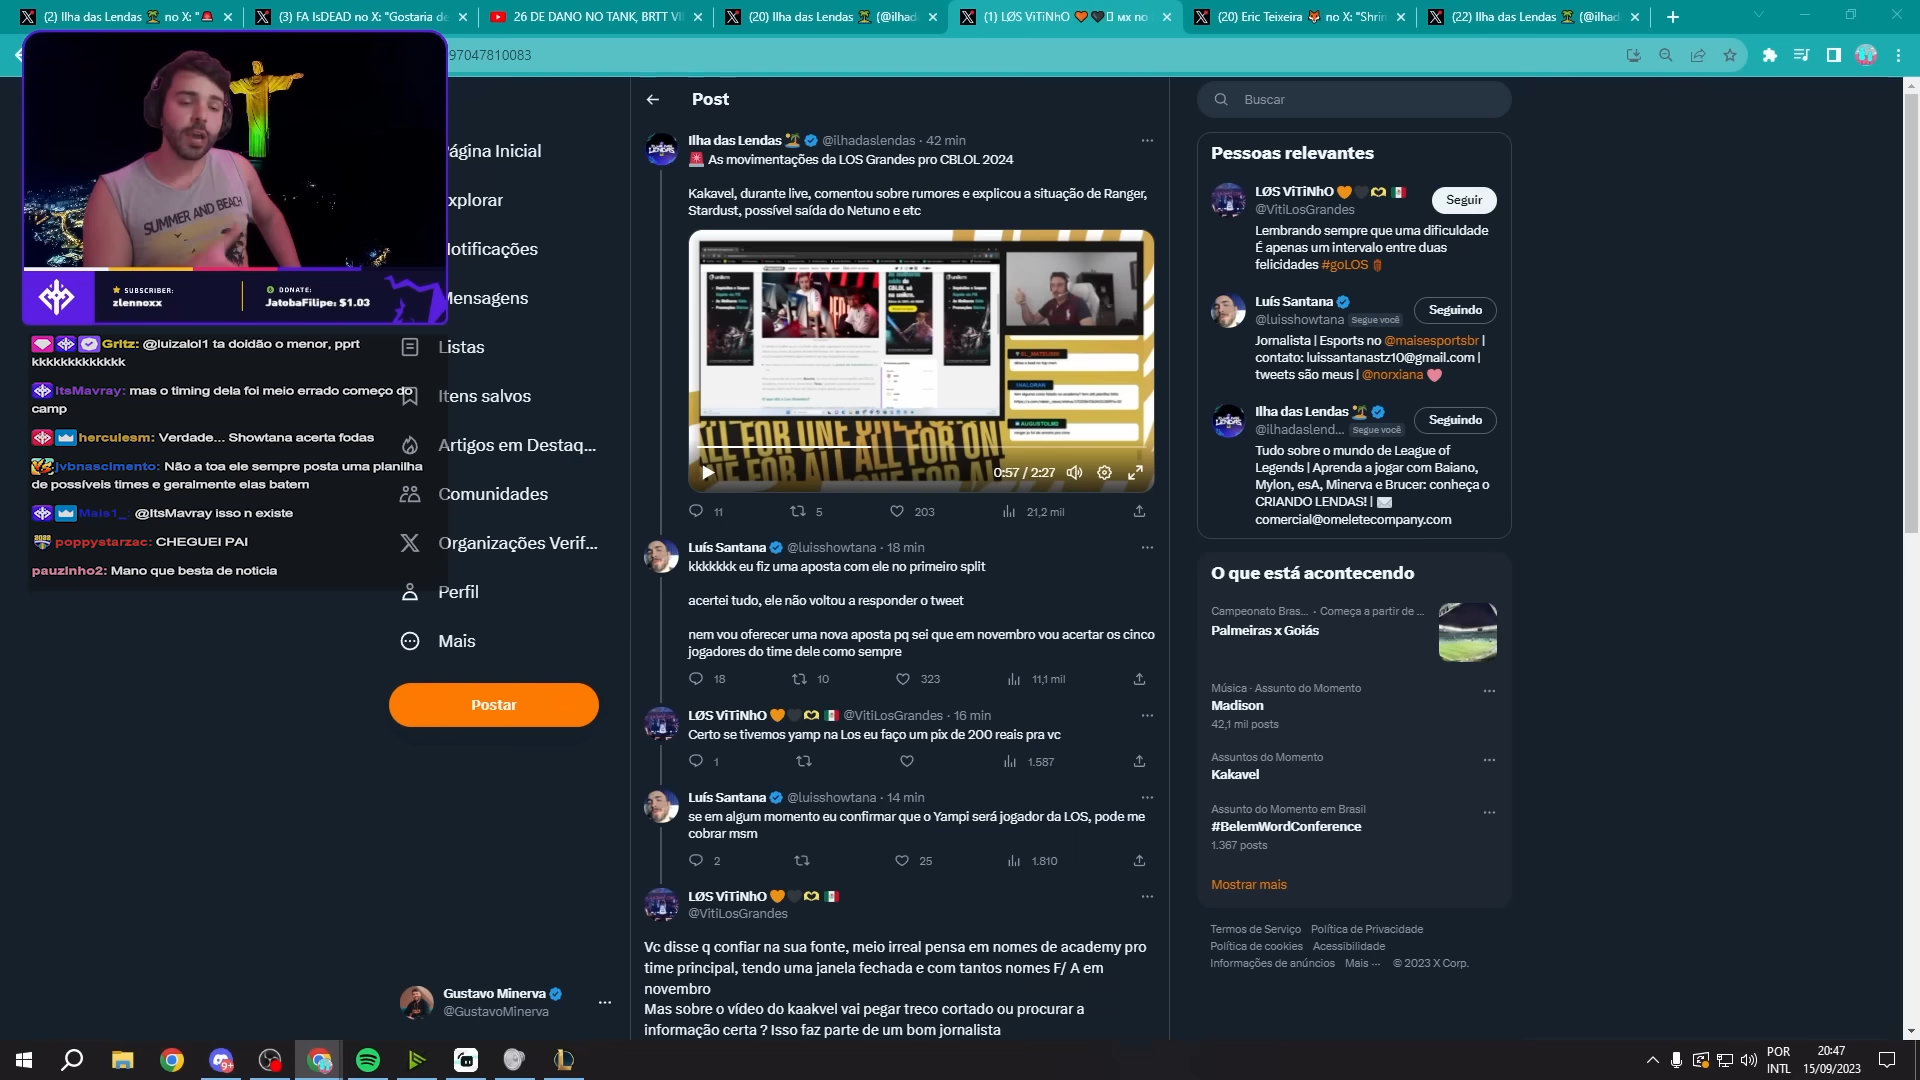 (2) Ilha das Lendas 🏝️ no X: "🚨
(3) FA IsDEAD no X: "Gostaria de
26 DE DANO NO TANK, BRTT VI
(20) Ilha das Lendas 🏝️ (@ilhad
(1) LØS ViTiNhO 🧡🖤 🇲🇽 no
(20) Eric Teixeira 🦊 no X: "Shrin
(22) Ilha das Lendas 🏝️ (@ilhad
97047810083
SUMMER AND BEACH
SUBSCRIBER:
zlennoxx
DONATE:
JatobaFilipe: $1.03
Gritz: @luizalol1 ta doidão o menor, pprt
kkkkkkkkkkkk
ItsMavray: mas o timing dela foi meio errado começo do
camp
herculesm: Verdade... Showtana acerta fodas
jvbnascimento: Não a toa ele sempre posta uma planilha
de possíveis times e geralmente elas batem
Mais1_: @ItsMavray isso n existe
poppystarzac: CHEGUEI PAI
pauzinho2: Mano que besta de noticia
ágina Inicial
xplorar
otificações
ensagens
Listas
Itens salvos
Artigos em Destaq...
Comunidades
Organizações Verif...
Perfil
Mais
Postar
Gustavo Minerva
@GustavoMinerva
Post
Ilha das Lendas 🏝️ @ilhadaslendas · 42 min
🚨 As movimentações da LOS Grandes pro CBLOL 2024
Kakavel, durante live, comentou sobre rumores e explicou a situação de Ranger,
Stardust, possível saída do Netuno e etc
ALL FOR ONE
0:57 / 2:27
11
5
203
21,2 mil
Luís Santana @luisshowtana · 18 min
kkkkkkk eu fiz uma aposta com ele no primeiro split
acertei tudo, ele não voltou a responder o tweet
nem vou oferecer uma nova aposta pq sei que em novembro vou acertar os cinco
jogadores do time dele como sempre
18
10
323
11,1 mil
LØS ViTiNhO 🧡🖤🫶🇲🇽 @VitiLosGrandes · 16 min
Certo se tivemos yamp na Los eu faço um pix de 200 reais pra vc
1
1.587
Luís Santana @luisshowtana · 14 min
se em algum momento eu confirmar que o Yampi será jogador da LOS, pode me
cobrar msm
2
25
1.810
LØS ViTiNhO 🧡🖤🫶🇲🇽
@VitiLosGrandes
Vc disse q confiar na sua fonte, meio irreal pensa em nomes de academy pro
time principal, tendo uma janela fechada e com tantos nomes F/ A em
novembro
Mas sobre o vídeo do kaakvel vai pegar treco cortado ou procurar a
informação certa ? Isso faz parte de um bom jornalista
Buscar
Pessoas relevantes
LØS ViTiNhO 🧡🖤🫶🇲🇽
@VitiLosGrandes
Seguir
Lembrando sempre que uma dificuldade
É apenas um intervalo entre duas
felicidades #goLOS
Luís Santana
@luisshowtana Segue você
Seguindo
Jornalista | Esports no @maisesportsbr |
contato: luissantanastz10@gmail.com |
tweets são meus | @norxiana 🩷
Ilha das Lendas 🏝️
@ilhadaslend... Segue você
Seguindo
Tudo sobre o mundo de League of
Legends | Aprenda a jogar com Baiano,
Mylon, esA, Minerva e Brucer: conheça o
CRIANDO LENDAS! | ✉️
comercial@omeletecompany.com
O que está acontecendo
Campeonato Bras... · Começa a partir de ...
Palmeiras x Goiás
Música · Assunto do Momento
Madison
42,1 mil posts
Assuntos do Momento
Kakavel
Assunto do Momento em Brasil
#BelemWordConference
1.367 posts
Mostrar mais
Termos de Serviço Política de Privacidade
Política de cookies Acessibilidade
Informações de anúncios Mais ··· © 2023 X Corp.
9+
POR
INTL
20:47
15/09/2023